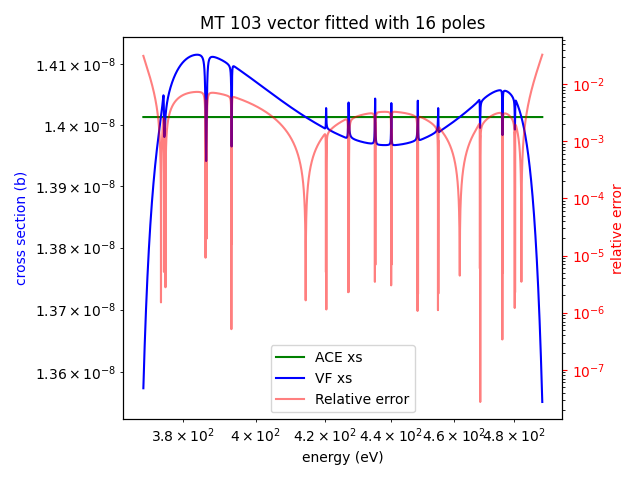 MT 103 vector fitted with 16 poles
1.41 × 10⁻⁸
1.4 × 10⁻⁸
1.39 × 10⁻⁸
1.38 × 10⁻⁸
1.37 × 10⁻⁸
1.36 × 10⁻⁸
cross section (b)
10⁻²
10⁻³
10⁻⁴
10⁻⁵
10⁻⁶
10⁻⁷
relative error
ACE xs
VF xs
Relative error
3.8 × 10² 4 × 10² 4.2 × 10² 4.4 × 10² 4.6 × 10² 4.8 × 10²
energy (eV)